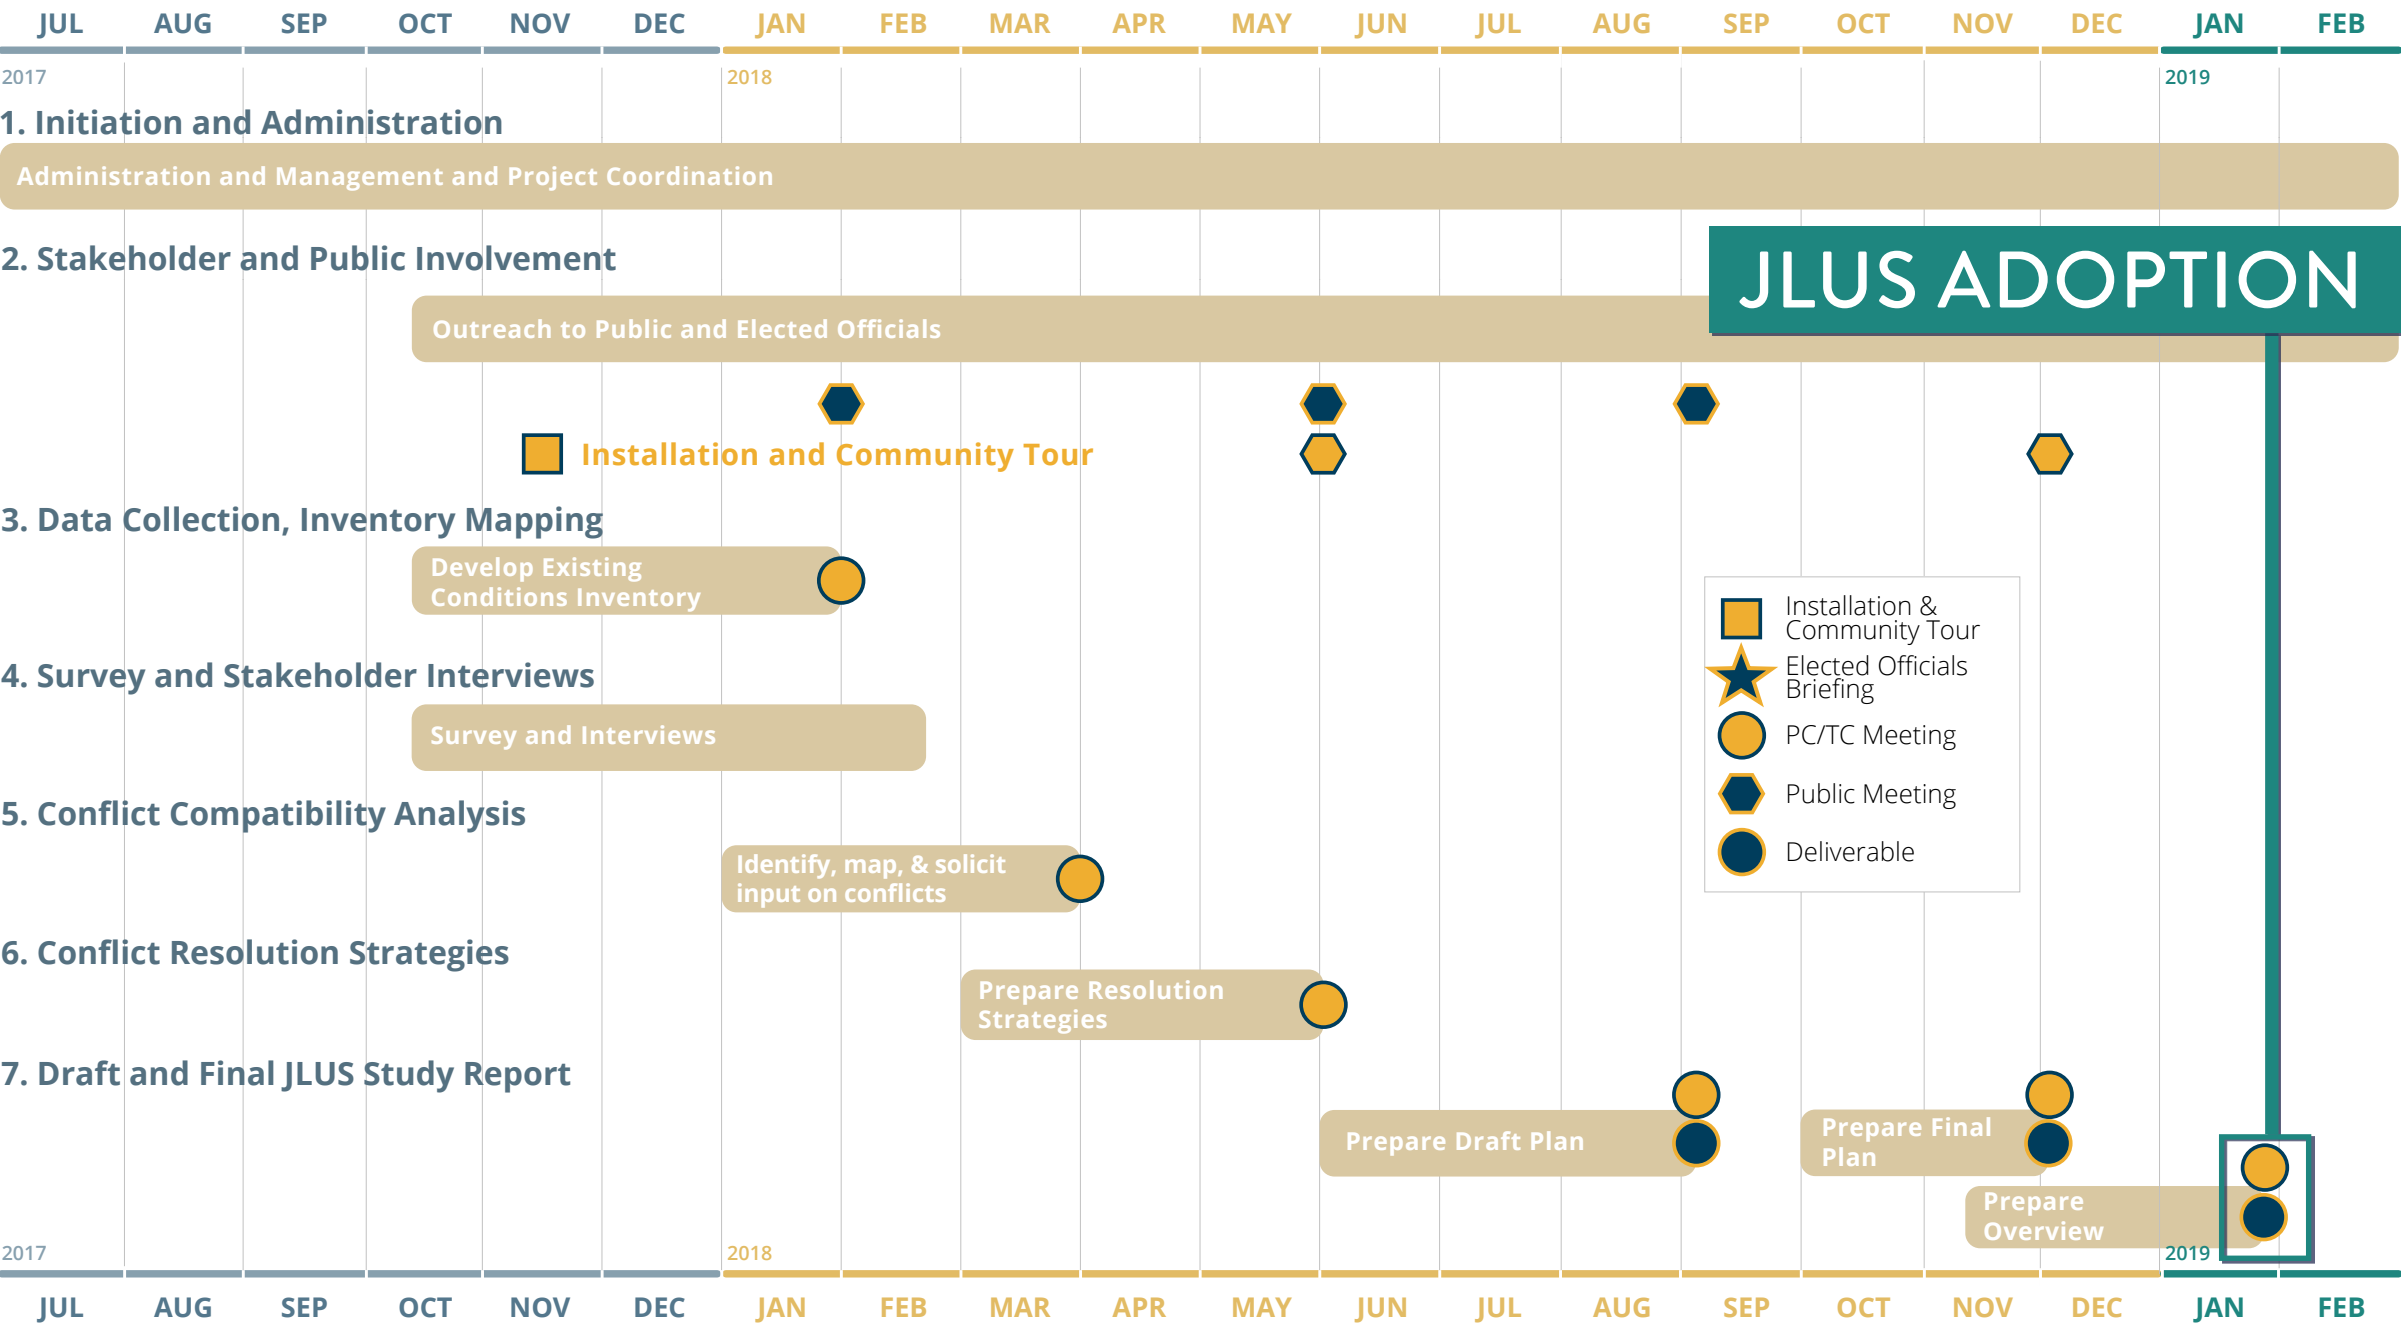 JUL AUG SEP OCT NOV DEC JAN FEB MAR APR MAY JUN JUL AUG SEP OCT NOV DEC JAN FEB
2017 2018 2019
1. Initiation and Administration
Administration and Management and Project Coordination
2. Stakeholder and Public Involvement
JLUS ADOPTION
Outreach to Public and Elected Officials
Installation and Community Tour
3. Data Collection, Inventory Mapping
Develop Existing
Conditions Inventory
Installation &
Community Tour
Elected Officials
Briefing
PC/TC Meeting
Public Meeting
Deliverable
4. Survey and Stakeholder Interviews
Survey and Interviews
5. Conflict Compatibility Analysis
Identify, map, & solicit
input on conflicts
6. Conflict Resolution Strategies
Prepare Resolution
Strategies
7. Draft and Final JLUS Study Report
Prepare Draft Plan
Prepare Final
Plan
Prepare
Overview
2017 2018 2019
JUL AUG SEP OCT NOV DEC JAN FEB MAR APR MAY JUN JUL AUG SEP OCT NOV DEC JAN FEB